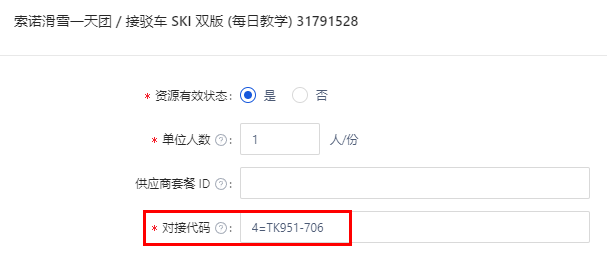 索诺滑雪一天团 / 接驳车 SKI 双版 (每日教学) 31791528
* 资源有效状态: 是 否
* 单位人数 ?: 1 人/份
供应商套餐 ID ?:
* 对接代码 ?: 4=TK951-706